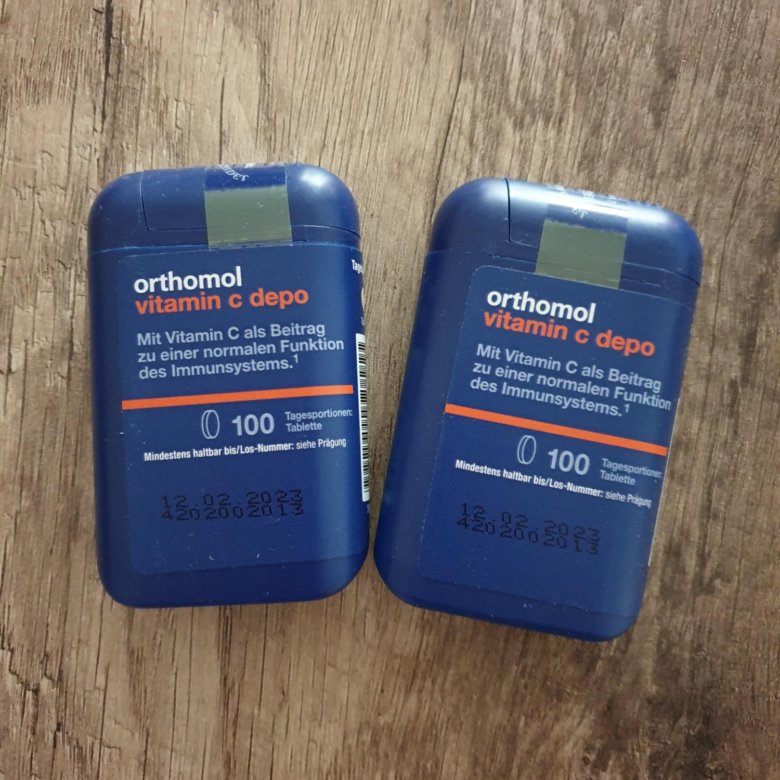 orthomol
vitamin c depo
Mit Vitamin C als Beitrag
zu einer normalen Funktion
des Immunsystems.¹
100 Tagesportionen:
Tablette
Mindestens haltbar bis/Los-Nummer: siehe Prägung
12 02 2023
4202002013
orthomol
vitamin c depo
Mit Vitamin C als Beitrag
zu einer normalen Funktion
des Immunsystems.¹
100 Tagesportionen:
Tablette
Mindestens haltbar bis/Los-Nummer: siehe Prägung
12 02 2023
4202002013